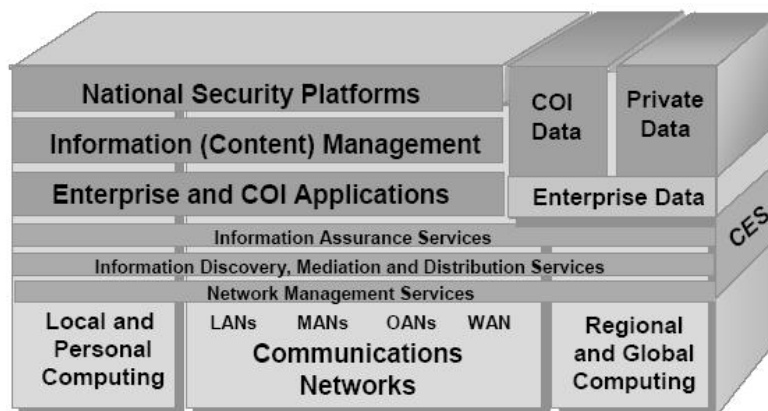 National Security Platforms
COI
Data
Private
Data
Information (Content) Management
Enterprise and COI Applications
Enterprise Data
CES
Information Assurance Services
Information Discovery, Mediation and Distribution Services
Network Management Services
Local and
Personal
Computing
LANs MANs OANs WAN
Communications
Networks
Regional
and Global
Computing